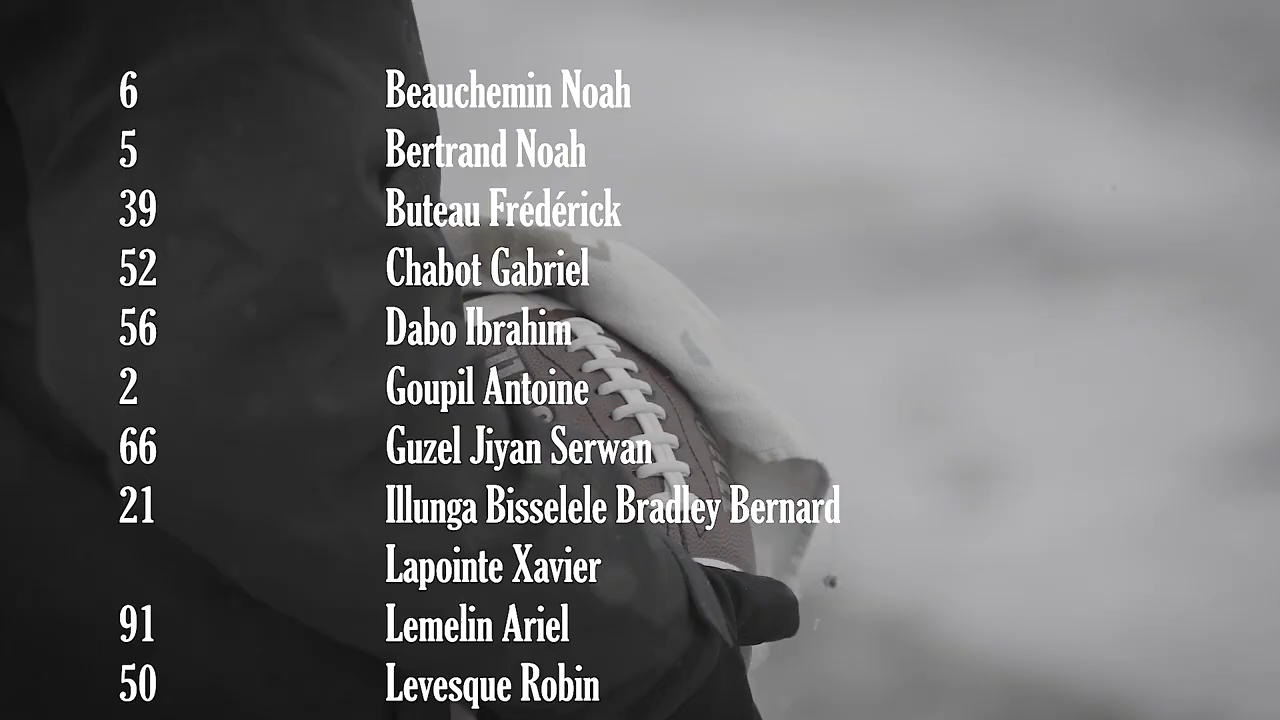 6 Beauchemin Noah
5 Bertrand Noah
39 Buteau Frédérick
52 Chabot Gabriel
56 Dabo Ibrahim
2 Goupil Antoine
66 Guzel Jiyan Serwan
21 Illunga Bisselele Bradley Bernard
Lapointe Xavier
91 Lemelin Ariel
50 Levesque Robin